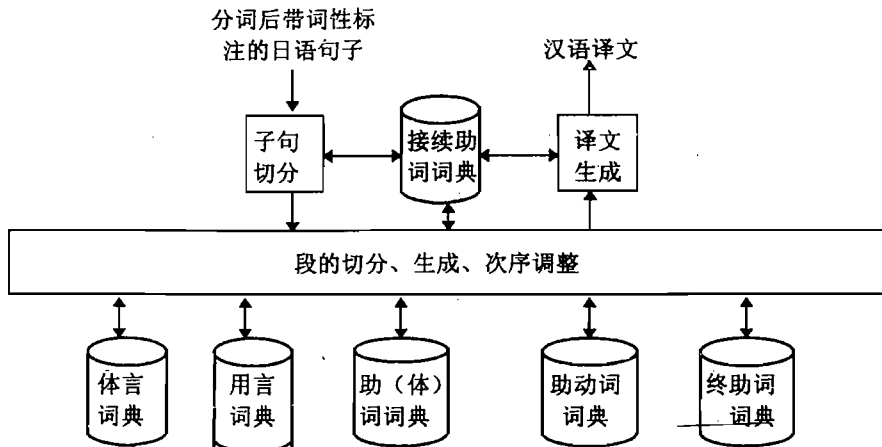 分词后带词性标
注的日语句子
汉语译文
子句
切分
接续助
词词典
译文
生成
段的切分、生成、次序调整
体言
词典
用言
词典
助（体）
词词典
助动词
词典
终助词
词典